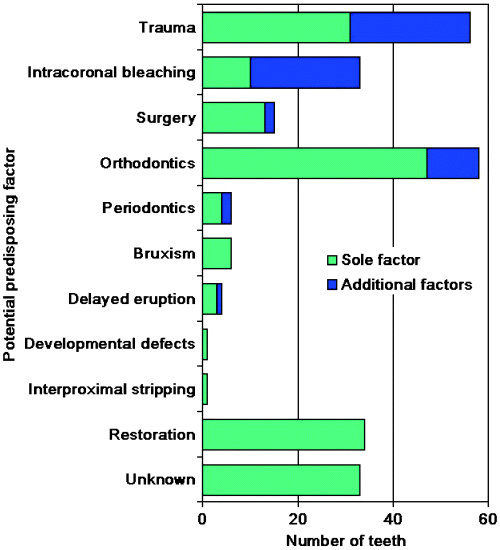 Potential predisposing factor
Trauma
Intracoronal bleaching
Surgery
Orthodontics
Periodontics
Bruxism
Delayed eruption
Developmental defects
Interproximal stripping
Restoration
Unknown
Sole factor
Additional factors
0 20 40 60
Number of teeth